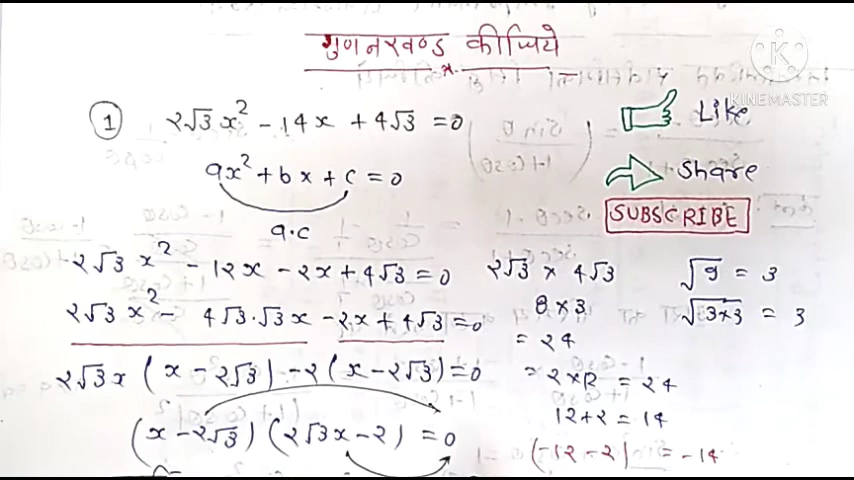 गुणनखण्ड कीजिये
KINEMASTER
① 2√3x² - 14x + 4√3 = 0
Like
ax² + bx + c = 0
Share
a.c
SUBSCRIBE
2√3 x² - 12x - 2x + 4√3 = 0
2√3 x² - 4√3.√3x - 2x + 4√3 = 0
2√3x (x - 2√3) - 2 (x - 2√3) = 0
(x - 2√3) (2√3x - 2) = 0
2√3 × 4√3
8 × 3
= 24
= 2×12 = 24
12+2 = 14
(-12 - 2) = -14
√9 = 3
√3×3 = 3